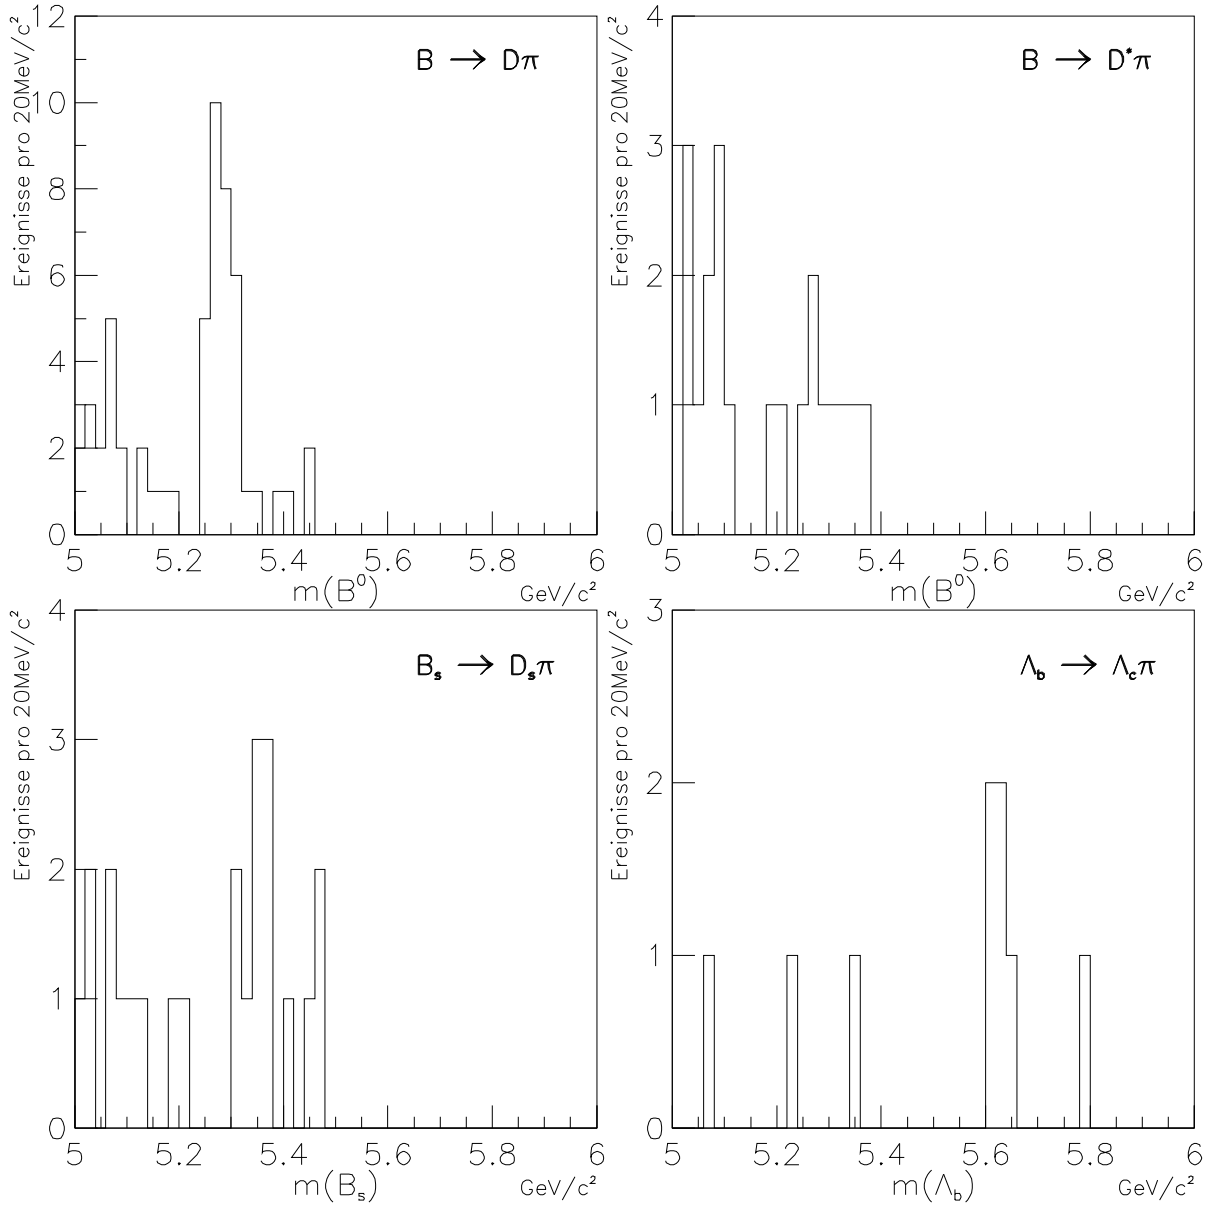 Ereignisse pro 20MeV/c²
12
10
8
6
4
2
0
B → Dπ
5 5.2 5.4 5.6 5.8 6
m(B⁰) GeV/c²
Ereignisse pro 20MeV/c²
4
3
2
1
0
B → D*π
5 5.2 5.4 5.6 5.8 6
m(B⁰) GeV/c²
Ereignisse pro 20MeV/c²
4
3
2
1
0
Bₛ → Dₛπ
5 5.2 5.4 5.6 5.8 6
m(Bₛ) GeV/c²
Ereignisse pro 20MeV/c²
3
2
1
0
Λ_b → Λ_cπ
5 5.2 5.4 5.6 5.8 6
m(Λ_b) GeV/c²